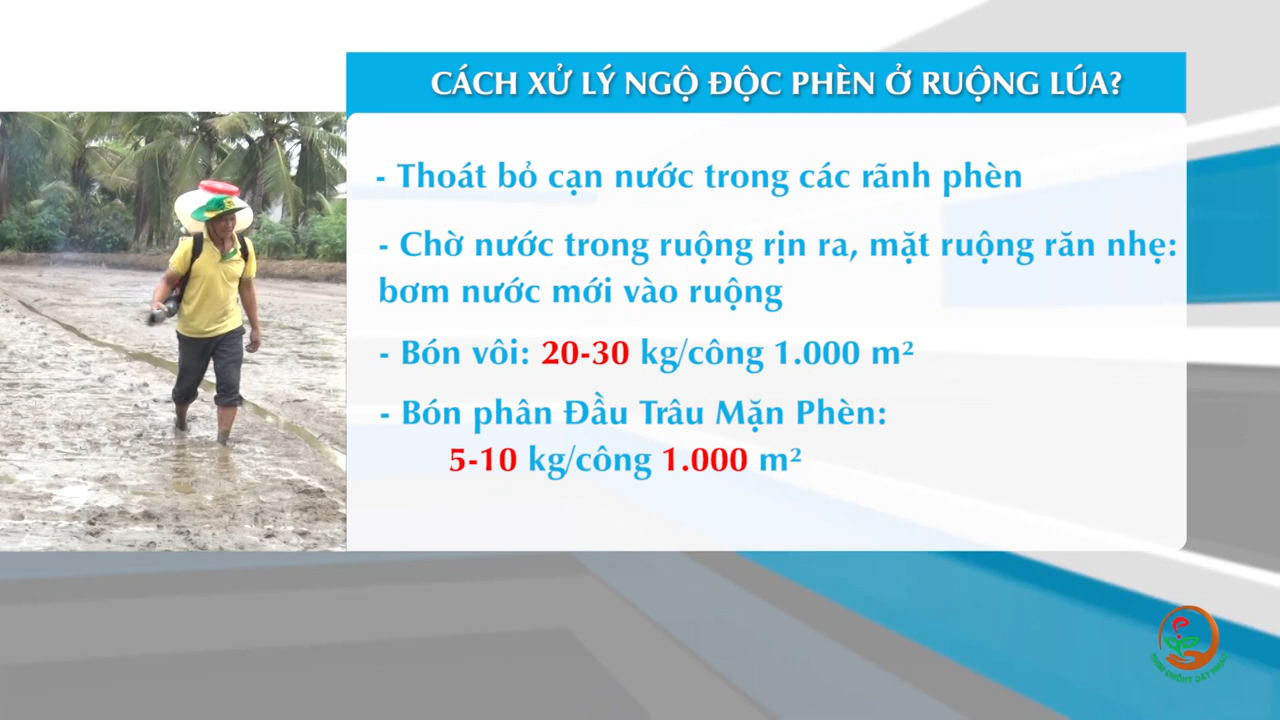 CÁCH XỬ LÝ NGỘ ĐỘC PHÈN Ở RUỘNG LÚA?
- Thoát bỏ cạn nước trong các rãnh phèn
- Chờ nước trong ruộng rịn ra, mặt ruộng răn nhẹ:
bơm nước mới vào ruộng
- Bón vôi: 20-30 kg/công 1.000 m²
- Bón phân Đầu Trâu Mặn Phèn:
5-10 kg/công 1.000 m²